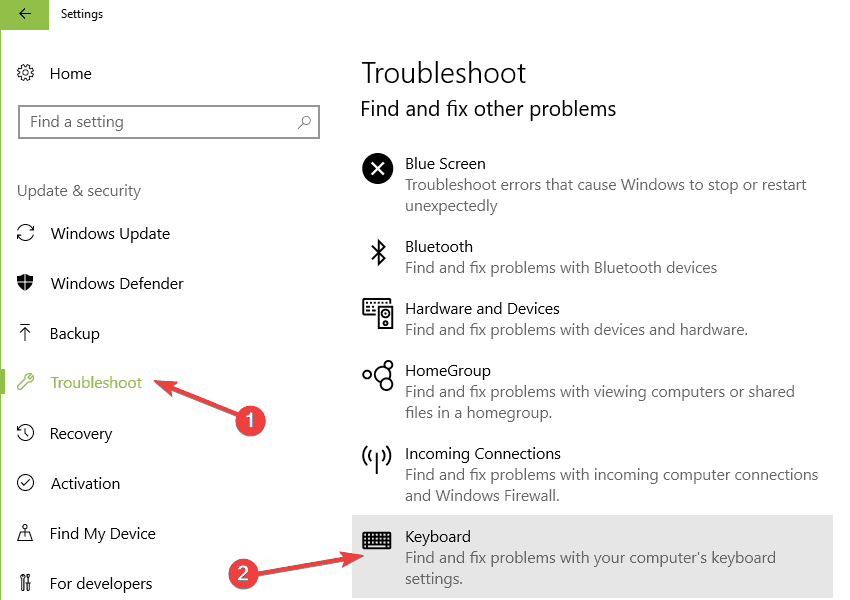 Settings
Home
Find a setting
Update & security
Windows Update
Windows Defender
Backup
Troubleshoot
1
Recovery
Activation
Find My Device
For developers
Troubleshoot
Find and fix other problems
Blue Screen
Troubleshoot errors that cause Windows to stop or restart
unexpectedly
Bluetooth
Find and fix problems with Bluetooth devices
Hardware and Devices
Find and fix problems with devices and hardware.
HomeGroup
Find and fix problems with viewing computers or shared
files in a homegroup.
Incoming Connections
Find and fix problems with incoming computer connections
and Windows Firewall.
2
Keyboard
Find and fix problems with your computer's keyboard
settings.